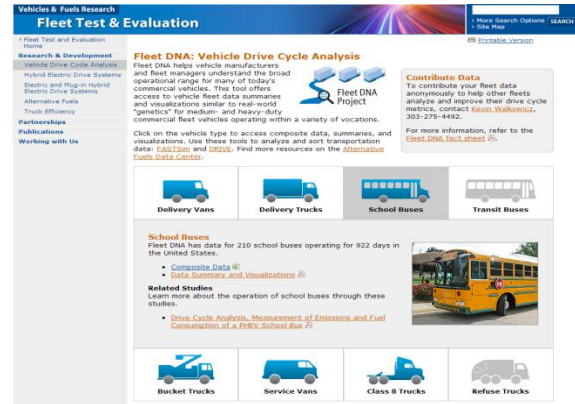 Vehicles & Fuels Research
Fleet Test & Evaluation
› More Search Options
SEARCH
› Site Map
‹ Fleet Test and Evaluation
Home
Research & Development
Vehicle Drive Cycle Analysis
Hybrid Electric Drive Systems
Electric and Plug-in Hybrid
Electric Drive Systems
Alternative Fuels
Truck Efficiency
Partnerships
Publications
Working with Us
Printable Version
Fleet DNA: Vehicle Drive Cycle Analysis
Fleet DNA helps vehicle manufacturers
and fleet managers understand the broad
operational range for many of today's
commercial vehicles. This tool offers
access to vehicle fleet data summaries
and visualizations similar to real-world
"genetics" for medium- and heavy-duty
commercial fleet vehicles operating within a variety of vocations.
Fleet DNA
Project
Click on the vehicle type to access composite data, summaries, and
visualizations. Use these tools to analyze and sort transportation
data: FASTSim and DRIVE. Find more resources on the Alternative
Fuels Data Center.
Contribute
Data
To contribute
your fleet data
anonymously to help other fleets
analyze and improve their drive cycle
metrics, contact Kevin Walkowicz,
303-275-4492.
For more
information, refer to the
Fleet DNA fact sheet
Delivery Vans
Delivery Trucks
School Buses
Transit Buses
School Buses
Fleet DNA has data for 210 school buses operating for 922 days in
the United States.
• Composite Data
• Data Summary and Visualizations
Related Studies
Learn more about the operation of school buses through these
studies.
• Drive Cycle Analysis, Measurement of Emissions and Fuel
Consumption of a PHEV School Bus
Bucket Trucks
Service Vans
Class 8 Trucks
Refuse Trucks